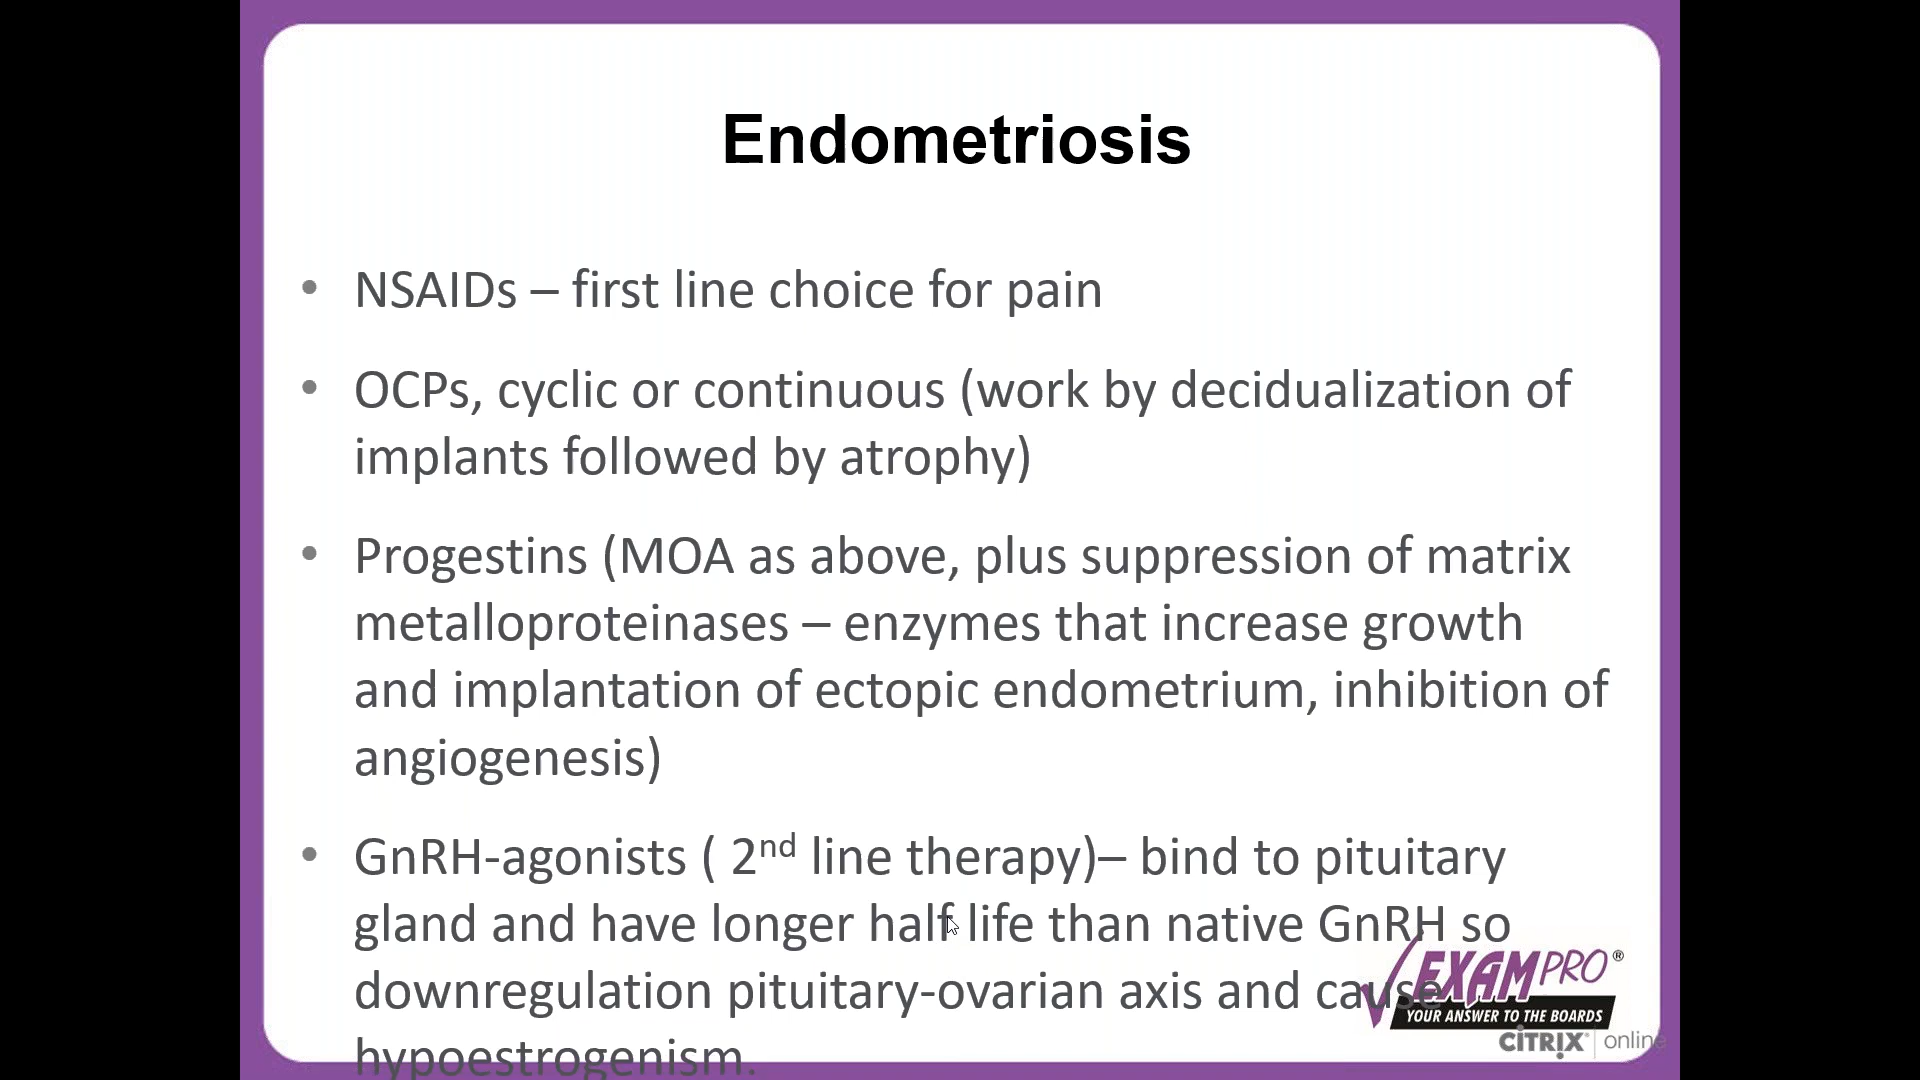 Endometriosis
• NSAIDs – first line choice for pain
• OCPs, cyclic or continuous (work by decidualization of
implants followed by atrophy)
• Progestins (MOA as above, plus suppression of matrix
metalloproteinases – enzymes that increase growth
and implantation of ectopic endometrium, inhibition of
angiogenesis)
• GnRH-agonists ( 2nd line therapy)– bind to pituitary
gland and have longer half life than native GnRH so
downregulation pituitary-ovarian axis and cause
hypoestrogenism.
EXAMPRO®
YOUR ANSWER TO THE BOARDS
CITRIX® | online